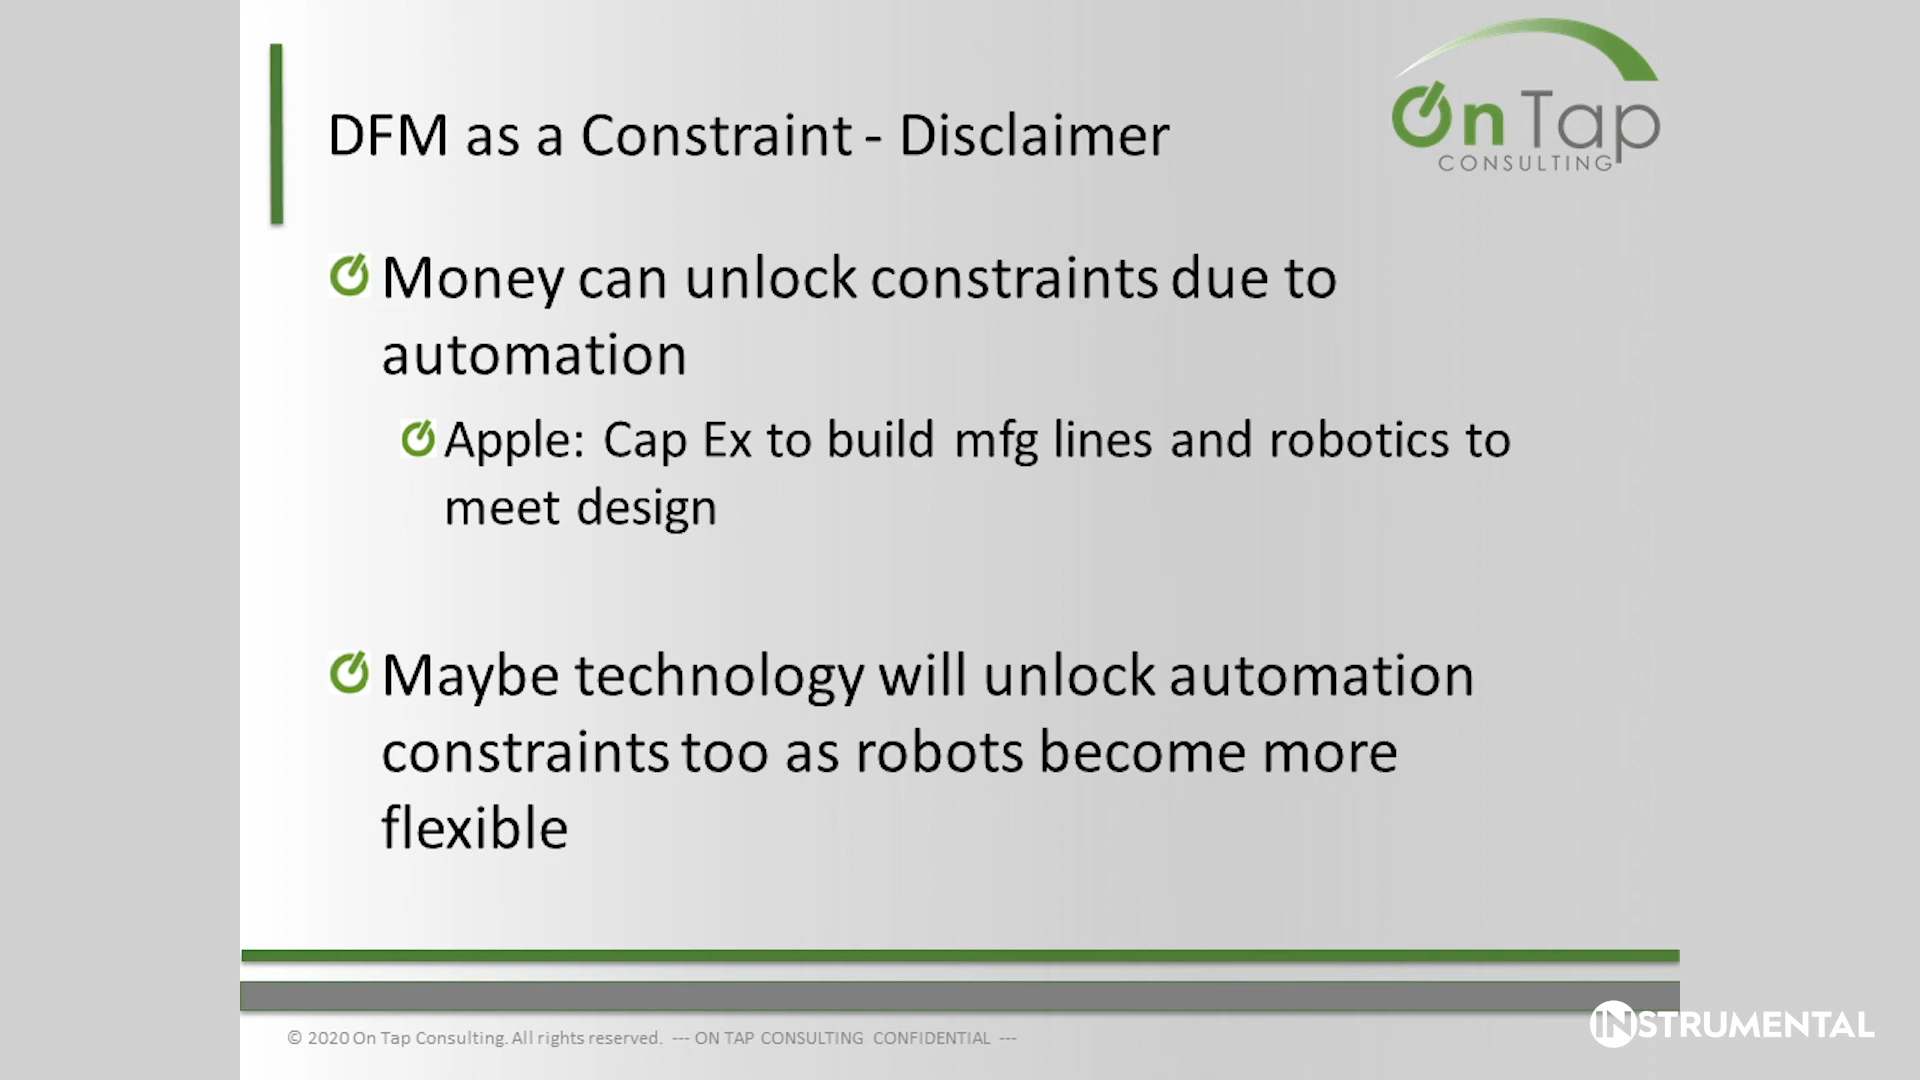 On Tap
CONSULTING
DFM as a Constraint - Disclaimer
Money can unlock constraints due to
automation
Apple: Cap Ex to build mfg lines and robotics to
meet design
Maybe technology will unlock automation
constraints too as robots become more
flexible
© 2020 On Tap Consulting. All rights reserved. --- ON TAP CONSULTING CONFIDENTIAL ---
INSTRUMENTAL